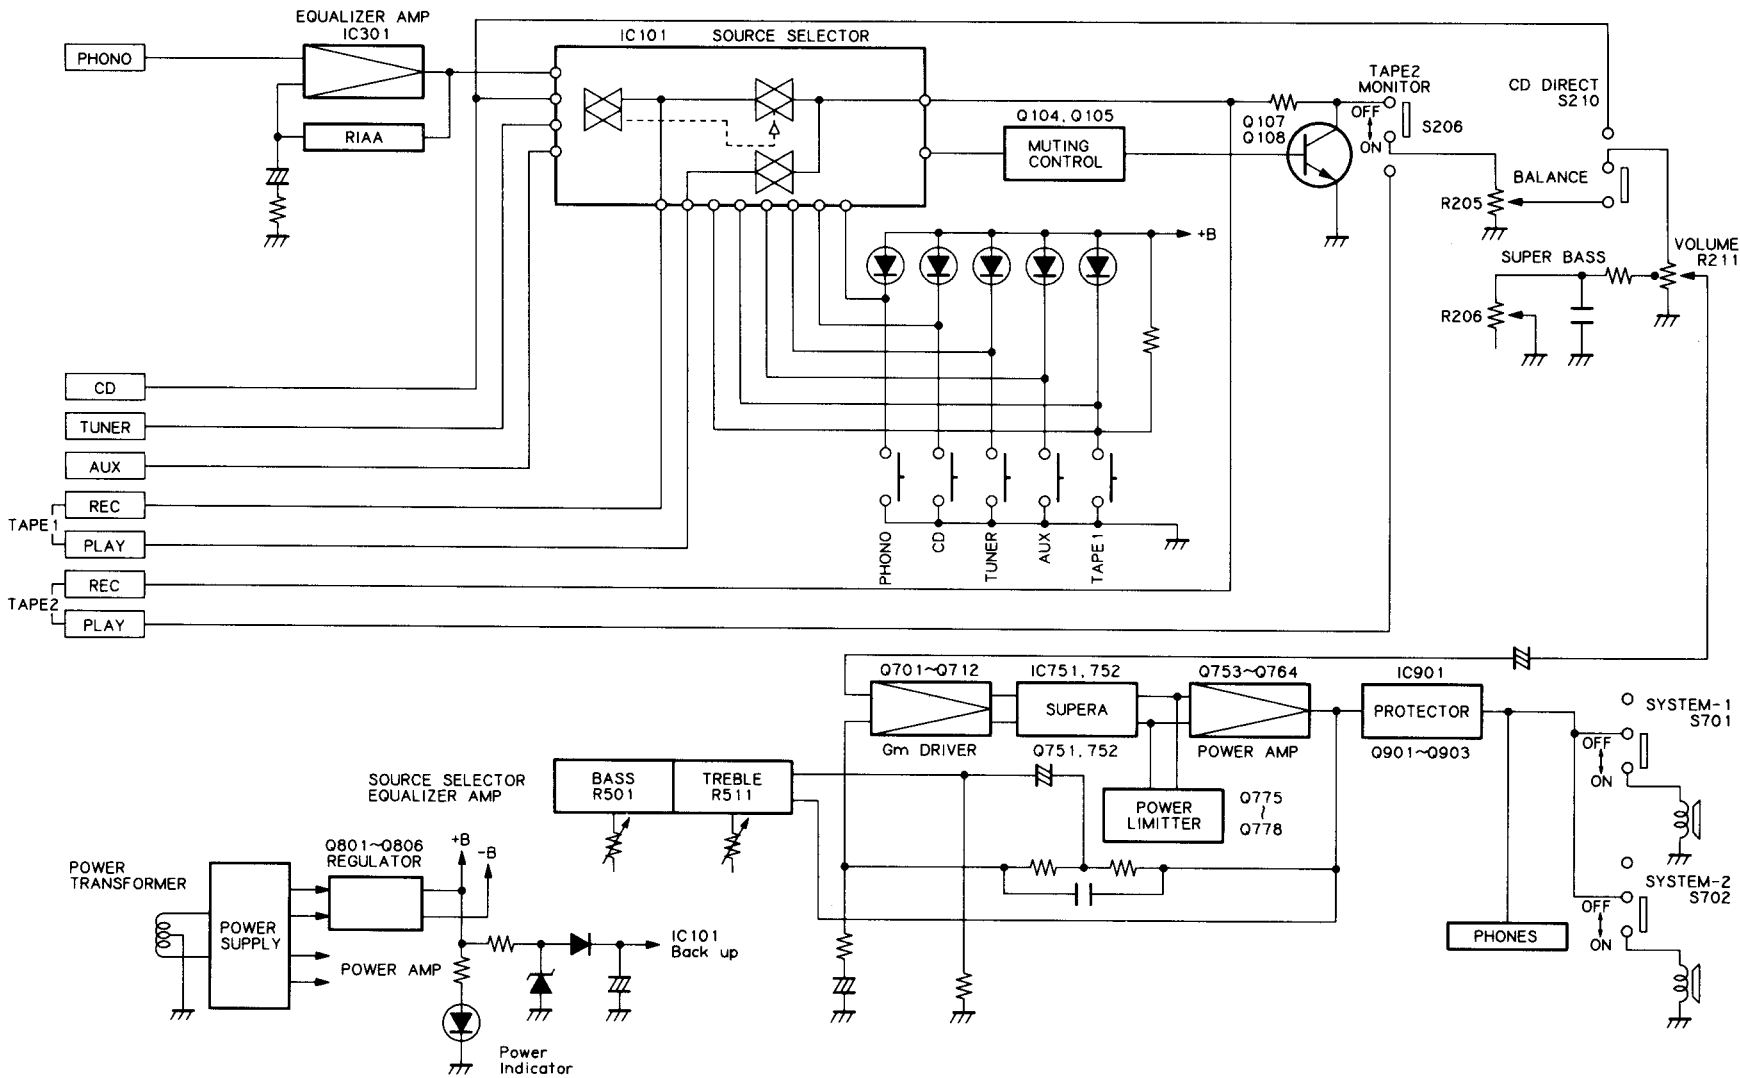 EQUALIZER AMP
IC301
PHONO
RIAA
IC101 SOURCE SELECTOR
Q104, Q105
MUTING
CONTROL
Q107
Q108
TAPE2
MONITOR
OFF
ON
S206
CD DIRECT
S210
BALANCE
R205
VOLUME
R211
SUPER BASS
R206
+B
CD
TUNER
AUX
TAPE1
REC
PLAY
TAPE2
REC
PLAY
PHONO
CD
TUNER
AUX
TAPE1
Q701~Q712
Gm DRIVER
IC751, 752
SUPERA
Q751, 752
Q753~Q764
POWER AMP
IC901
PROTECTOR
Q901~Q903
SYSTEM-1
S701
OFF
ON
SYSTEM-2
S702
OFF
ON
PHONES
POWER
LIMITTER
Q775
~
Q778
BASS
R501
TREBLE
R511
SOURCE SELECTOR
EQUALIZER AMP
+B
-B
Q801~Q806
REGULATOR
POWER
TRANSFORMER
POWER
SUPPLY
POWER AMP
IC101
Back up
Power
Indicator